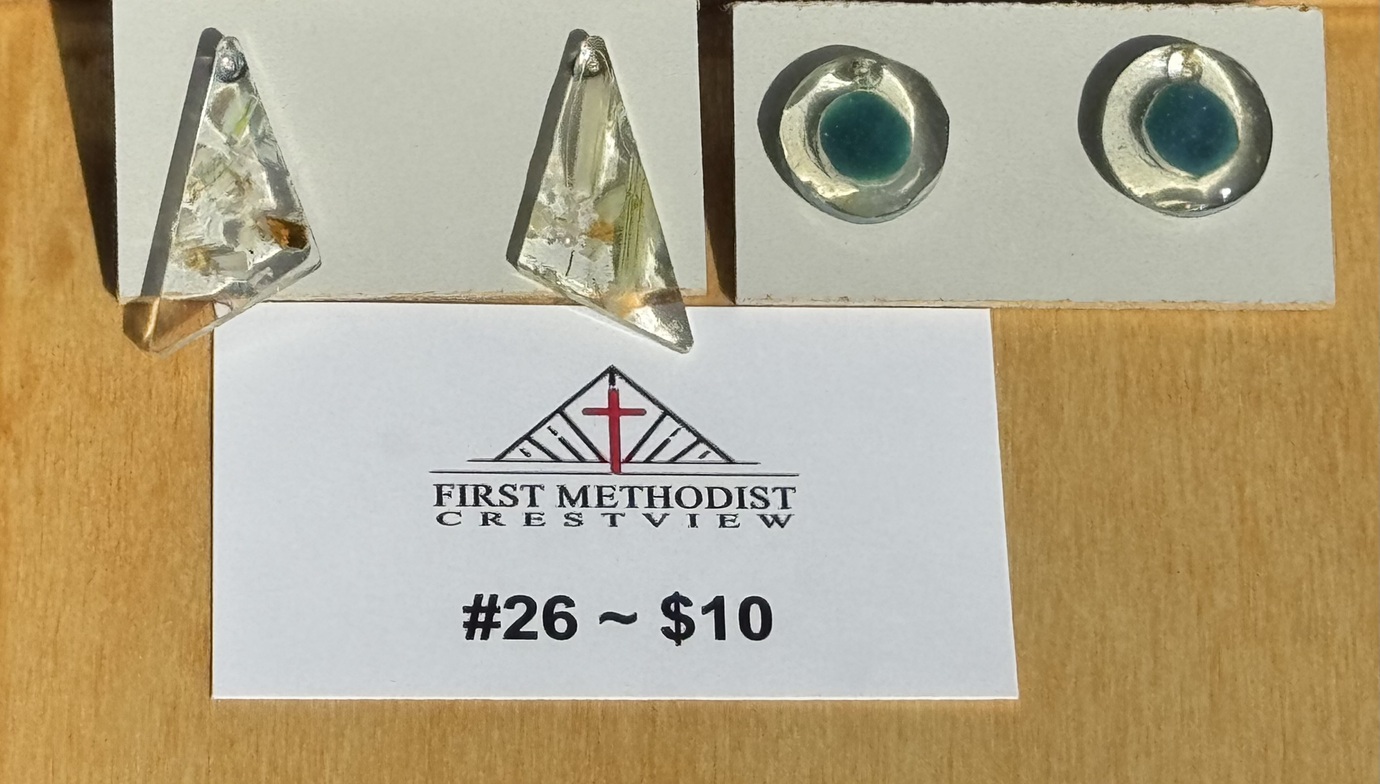 FIRST METHODIST
CRESTVIEW
#26 ~ $10